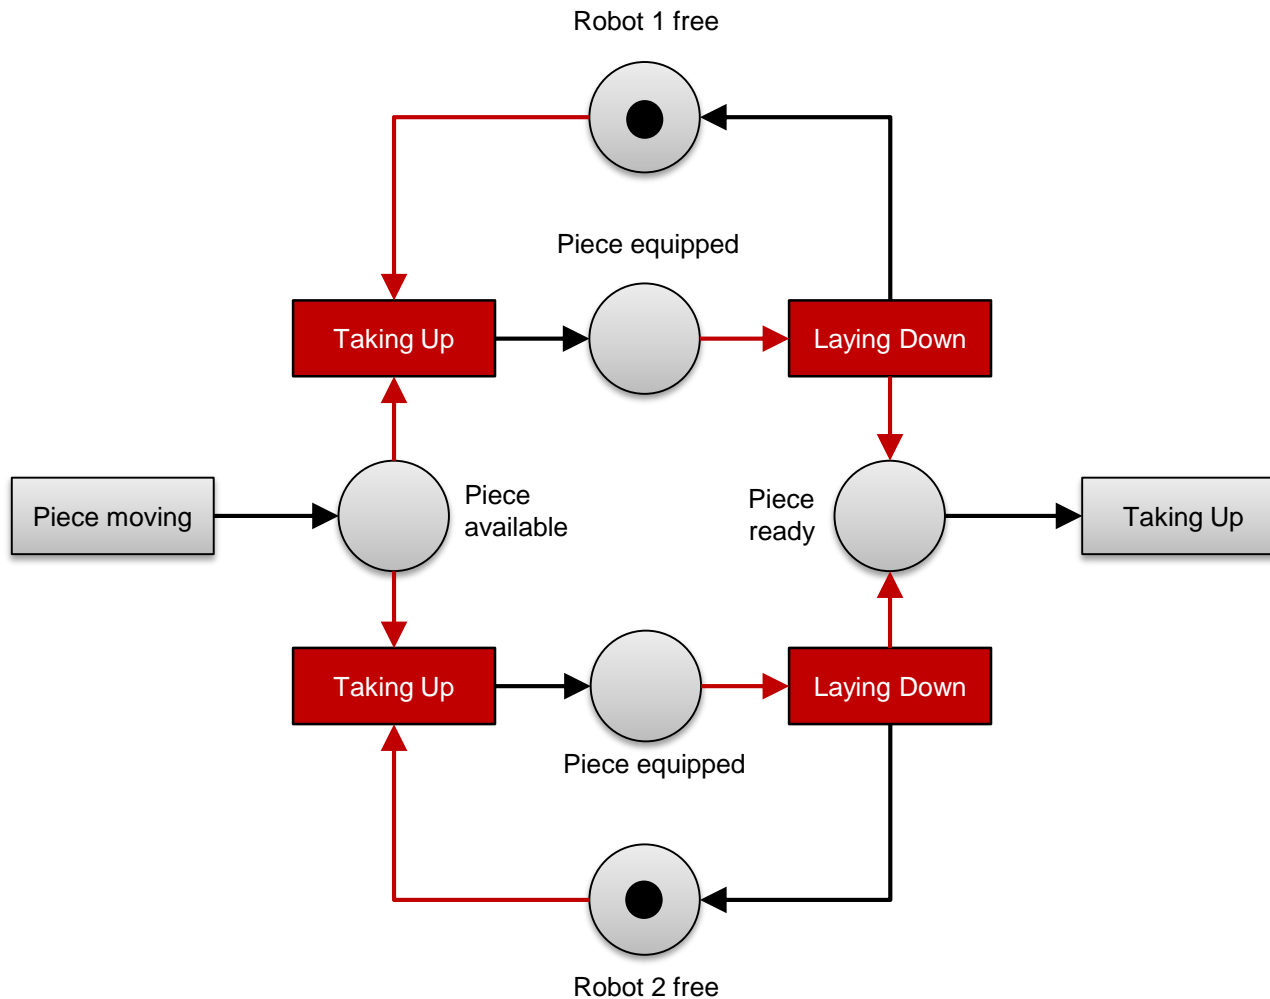 Robot 1 free
Piece equipped
Taking Up
Laying Down
Piece moving
Piece
available
Piece
ready
Taking Up
Taking Up
Laying Down
Piece equipped
Robot 2 free